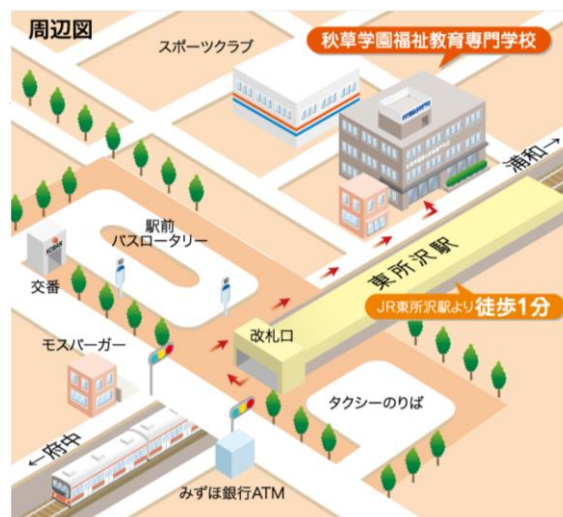 周辺図
スポーツクラブ
秋草学園福祉教育専門学校
浦和→
駅前
バスロータリー
KOBAN
交番
東所沢駅
JR東所沢駅より徒歩1分
改札口
モスバーガー
タクシーのりば
←府中
みずほ銀行ATM